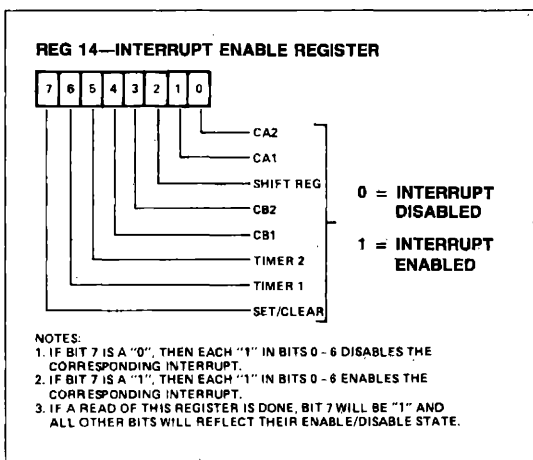 REG 14—INTERRUPT ENABLE REGISTER
7 6 5 4 3 2 1 0
CA2
CA1
SHIFT REG
CB2
CB1
TIMER 2
TIMER 1
SET/CLEAR
0 = INTERRUPT
DISABLED
1 = INTERRUPT
ENABLED
NOTES:
1. IF BIT 7 IS A "0", THEN EACH "1" IN BITS 0 - 6 DISABLES THE
CORRESPONDING INTERRUPT.
2. IF BIT 7 IS A "1", THEN EACH "1" IN BITS 0 - 6 ENABLES THE
CORRESPONDING INTERRUPT.
3. IF A READ OF THIS REGISTER IS DONE, BIT 7 WILL BE "1" AND
ALL OTHER BITS WILL REFLECT THEIR ENABLE/DISABLE STATE.